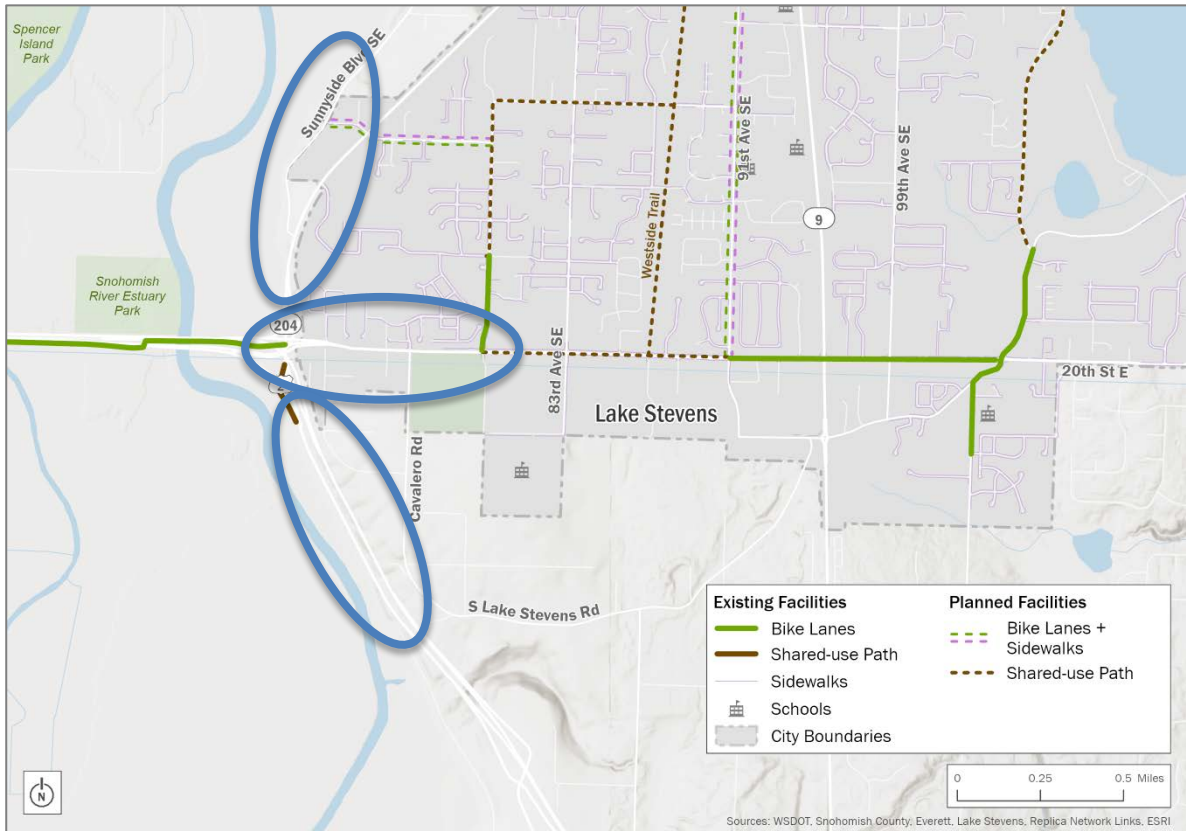 Spencer
Island
Park
Sunnyside Blvd SE
91st Ave SE
99th Ave SE
9
Westside Trail
Snohomish
River Estuary
Park
204
83rd Ave SE
20th St E
2
Lake Stevens
Cavalero Rd
S Lake Stevens Rd
Existing Facilities
Bike Lanes
Shared-use Path
Sidewalks
Schools
City Boundaries
Planned Facilities
Bike Lanes +
Sidewalks
Shared-use Path
N
0 0.25 0.5 Miles
Sources: WSDOT, Snohomish County, Everett, Lake Stevens, Replica Network Links, ESRI